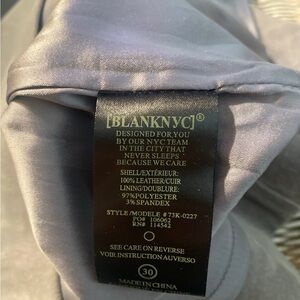 [BLANKNYC]®
DESIGNED FOR YOU
BY OUR NYC TEAM
IN THE CITY THAT
NEVER SLEEPS
BECAUSE WE CARE
SHELL/EXTÉRIEUR:
100% LEATHER/CUIR
LINING/DOUBLURE:
97% POLYESTER
3% SPANDEX
STYLE/MODÈLE #73K-0227
PO# 106062
RN# 114542
SEE CARE ON REVERSE
VOIR INSTRUCTION AU VERSO
30
MADE IN CHINA